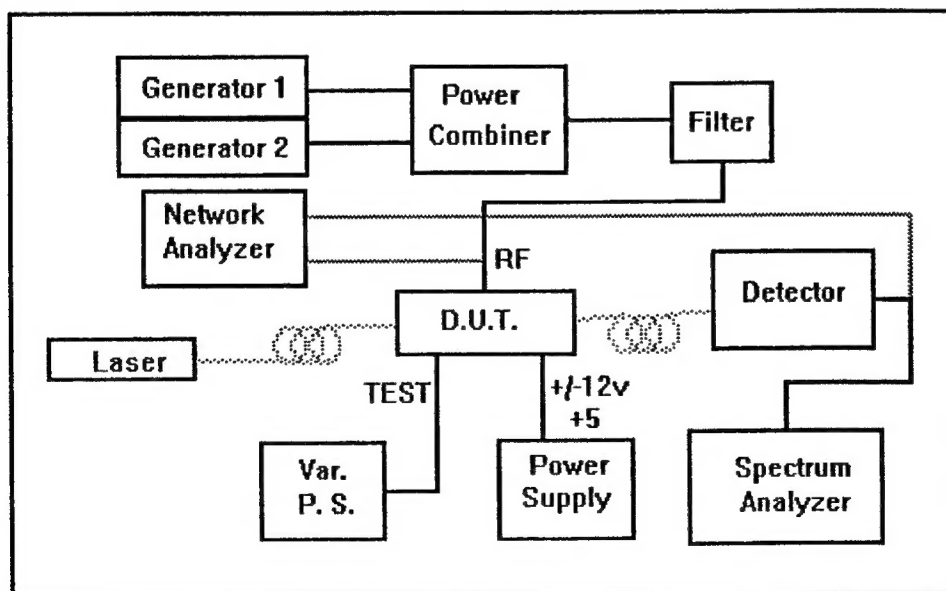 Generator 1
Generator 2
Power
Combiner
Filter
Network
Analyzer
RF
Detector
D.U.T.
Laser
TEST
+/-12v
+5
Var.
P. S.
Power
Supply
Spectrum
Analyzer